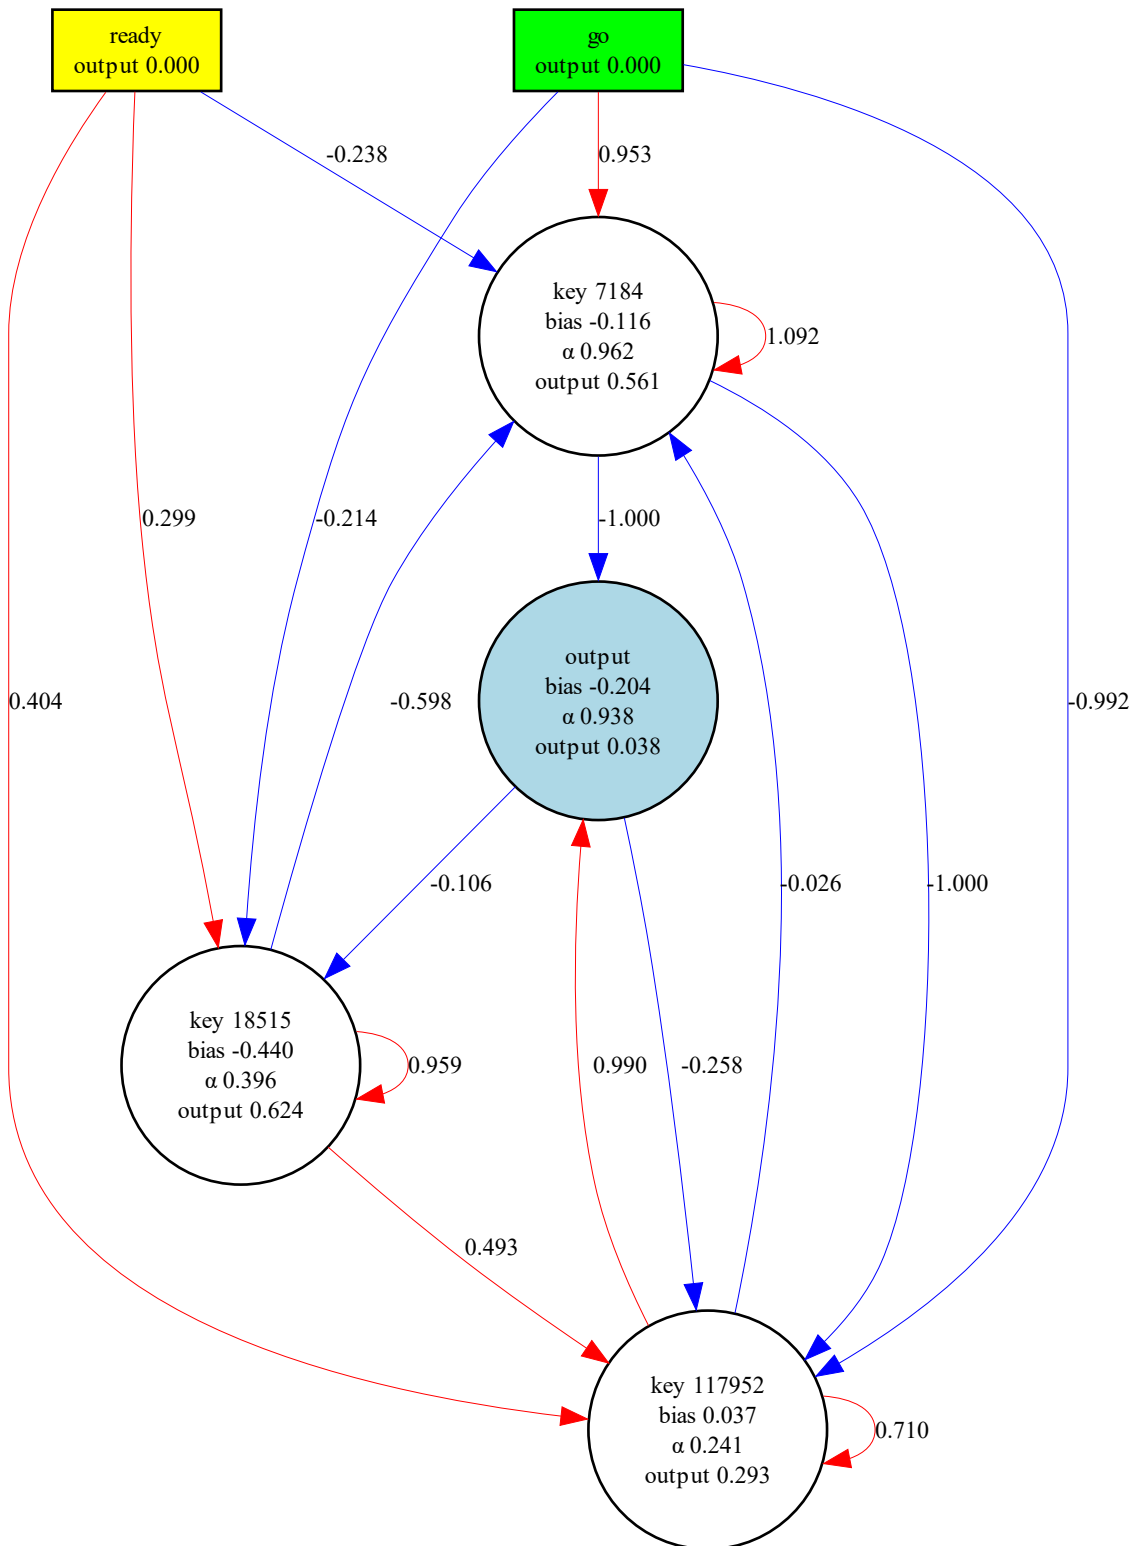 ready
output 0.000
go
output 0.000
-0.238
0.953
key 7184
bias -0.116
α 0.962
output 0.561
1.092
0.299
-0.214
-1.000
output
bias -0.204
α 0.938
output 0.038
0.404
-0.598
-0.992
-0.106
-0.026
-1.000
key 18515
bias -0.440
α 0.396
output 0.624
0.959
0.990
-0.258
0.493
key 117952
bias 0.037
α 0.241
output 0.293
0.710